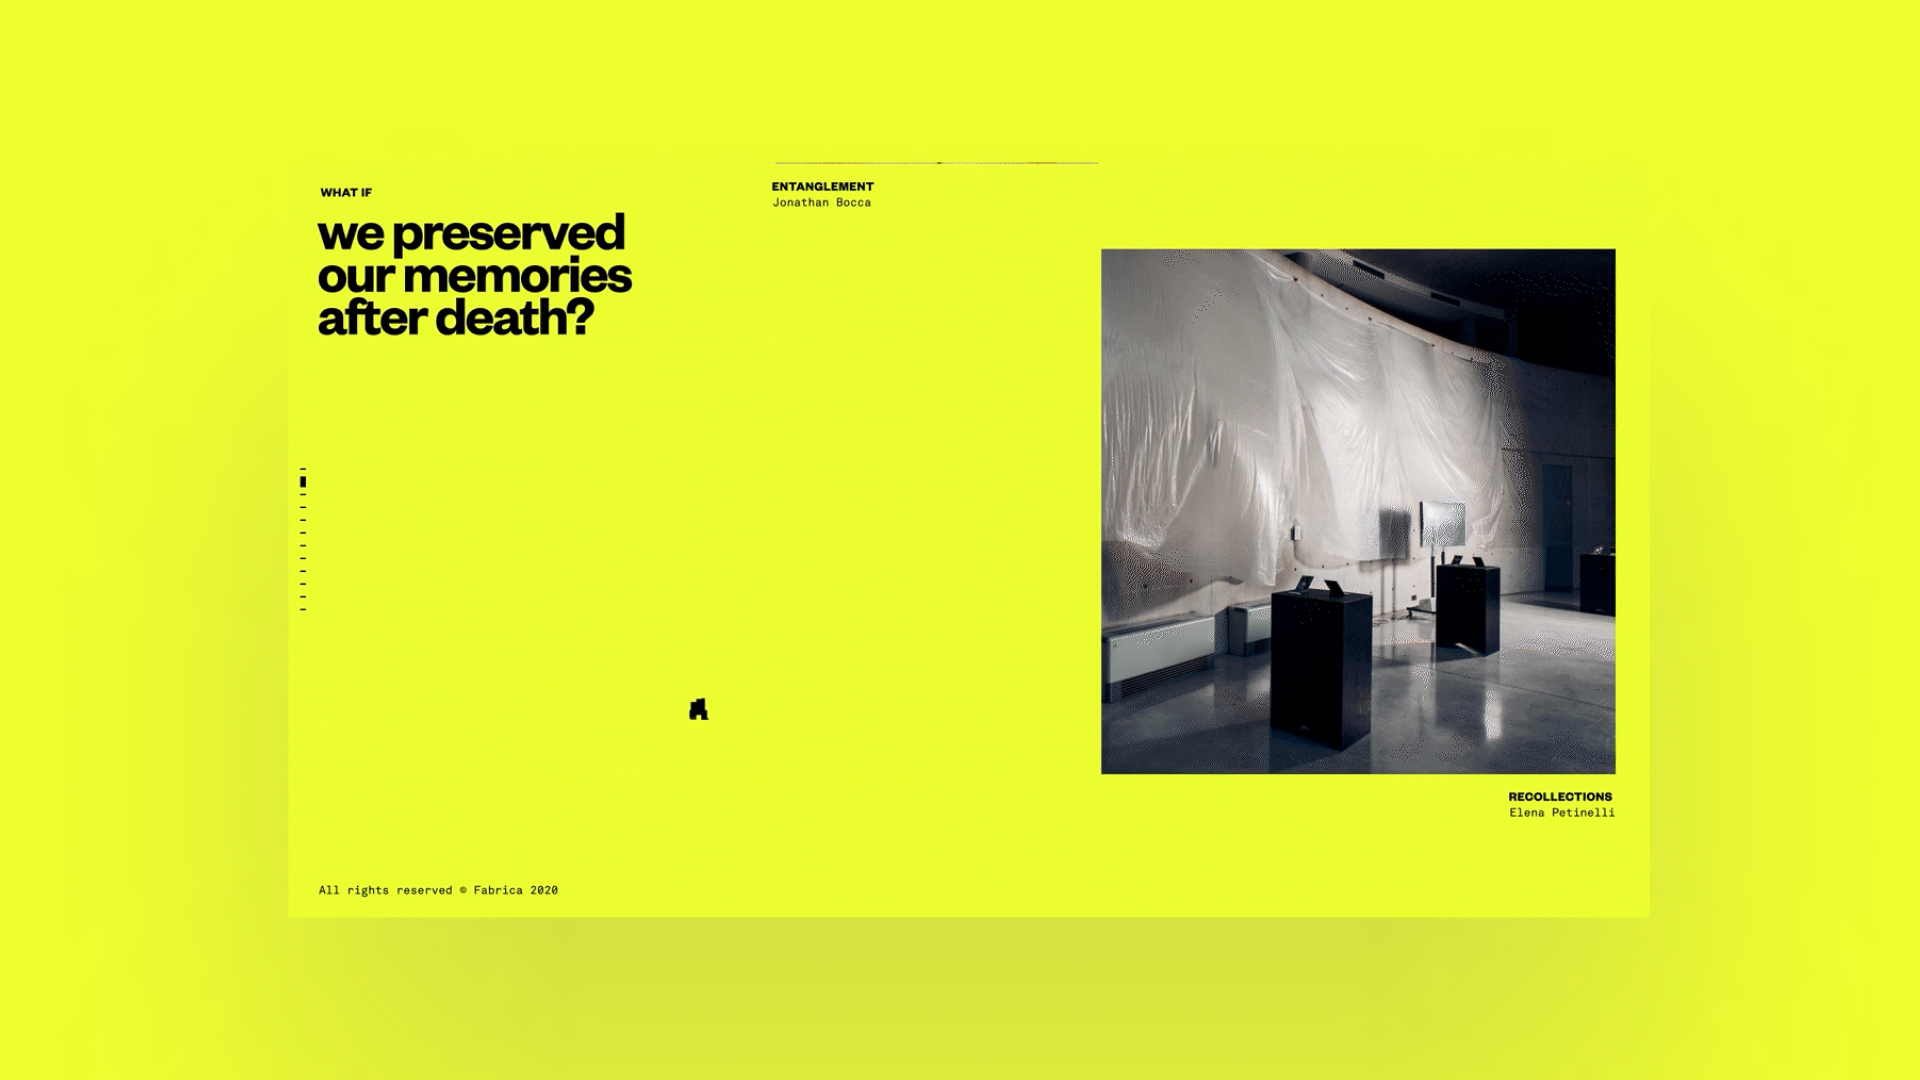 WHAT IF
we preserved
our memories
after death?
ENTANGLEMENT
Jonathan Bocca
RECOLLECTIONS
Elena Petinelli
All rights reserved © Fabrica 2020